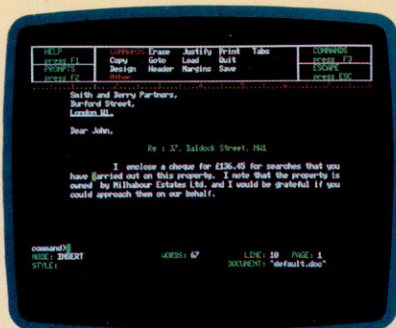 HELP COMMANDS Erase Justify Print Tabs COMMANDS
press F1 Copy Goto Load Quit press F3
PROMPTS Design Header Margins Save ESCAPE
press F2 Other press ESC
Smith and Berry Partners,
Burford Street,
London W1.
Dear John,
Re : 37, Baldock Street, NW1
I enclose a cheque for £136.45 for searches that you
have carried out on this property. I note that the property is
owned by Milhabour Estates Ltd. and I would be grateful if you
could approach them on our behalf.
command>
MODE: INSERT WORDS: 67 LINE: 10 PAGE: 1
STYLE: DOCUMENT: "default.doc"